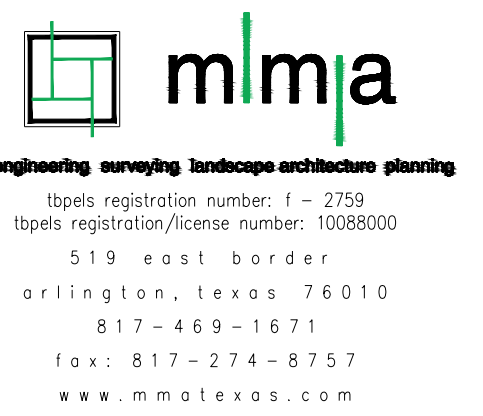 mma
engineering surveying landscape architecture planning
tbpels registration number: f - 2759
tbpels registration/license number: 10088000
519 east border
arlington, texas 76010
817-469-1671
fax: 817-274-8757
www.mmatexas.com